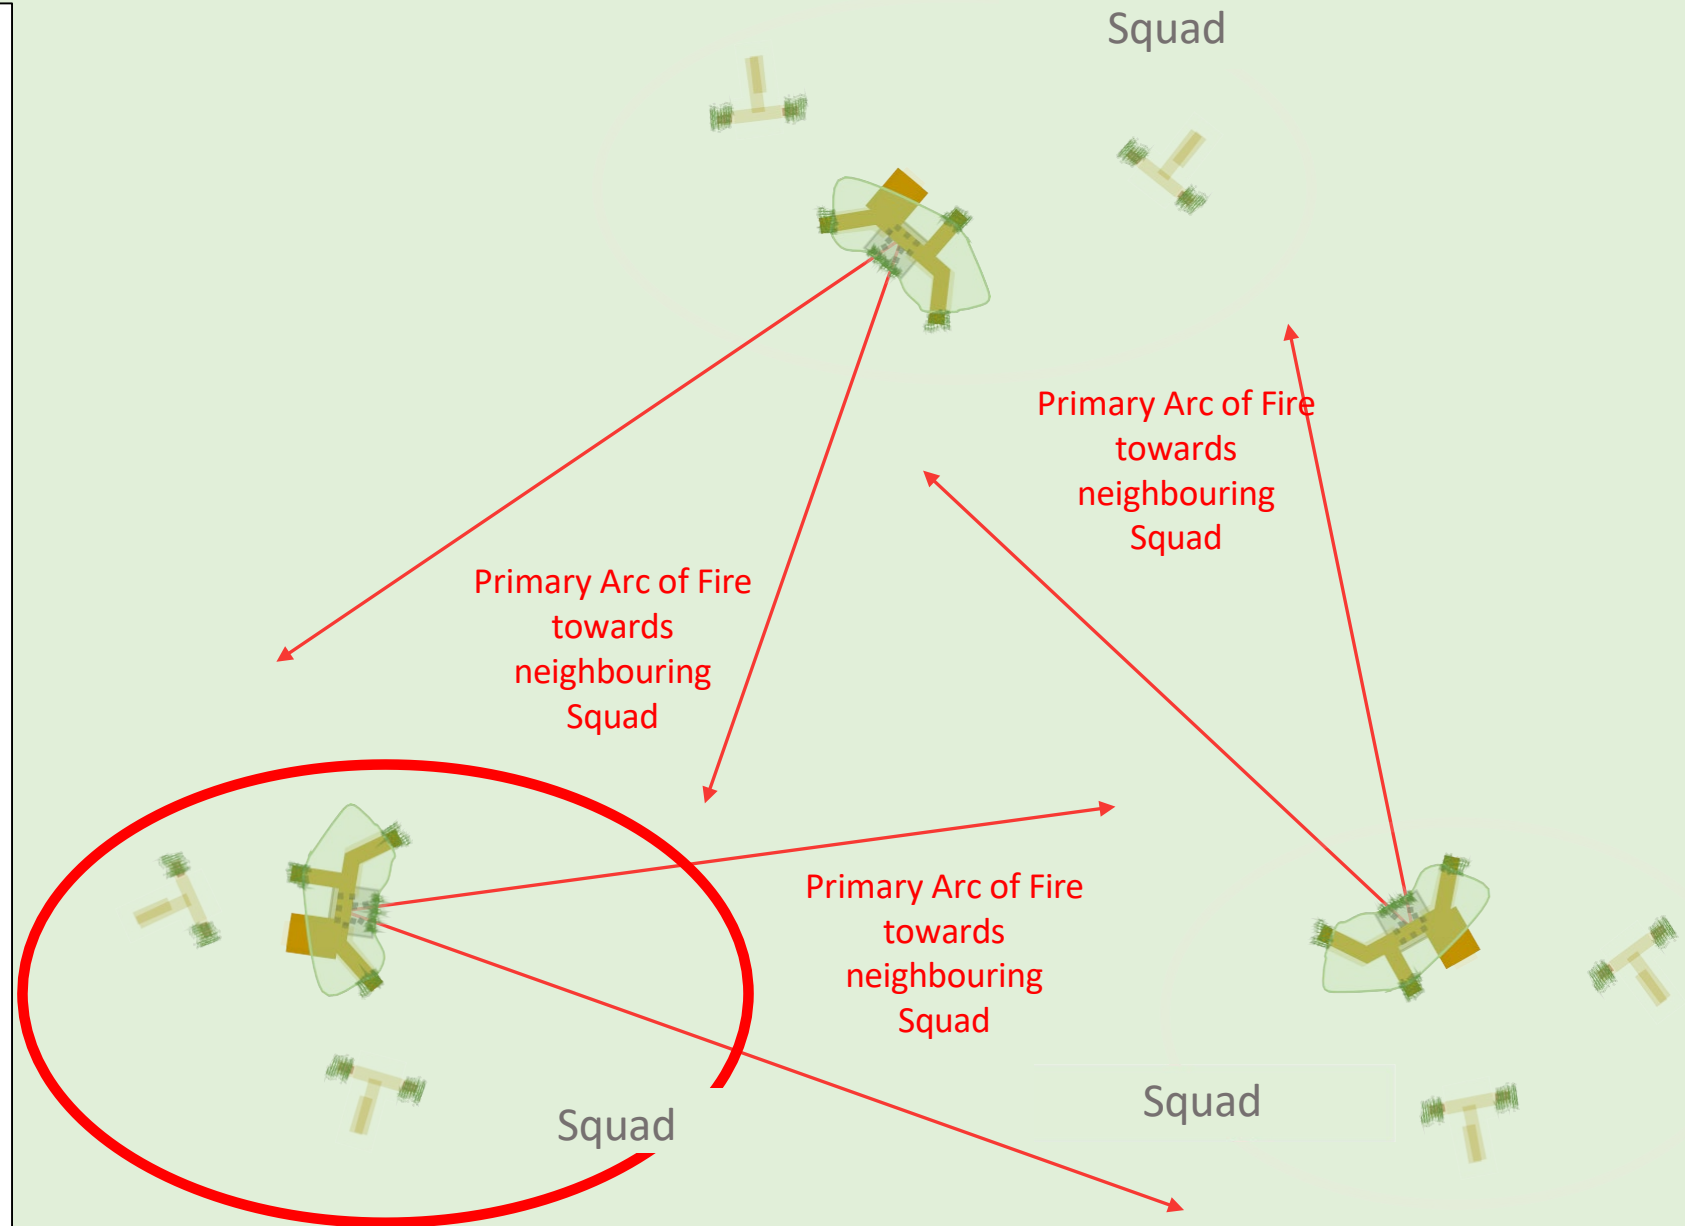 Squad
Primary Arc of Fire
towards
neighbouring
Squad
Primary Arc of Fire
towards
neighbouring
Squad
Primary Arc of Fire
towards
neighbouring
Squad
Squad
Squad